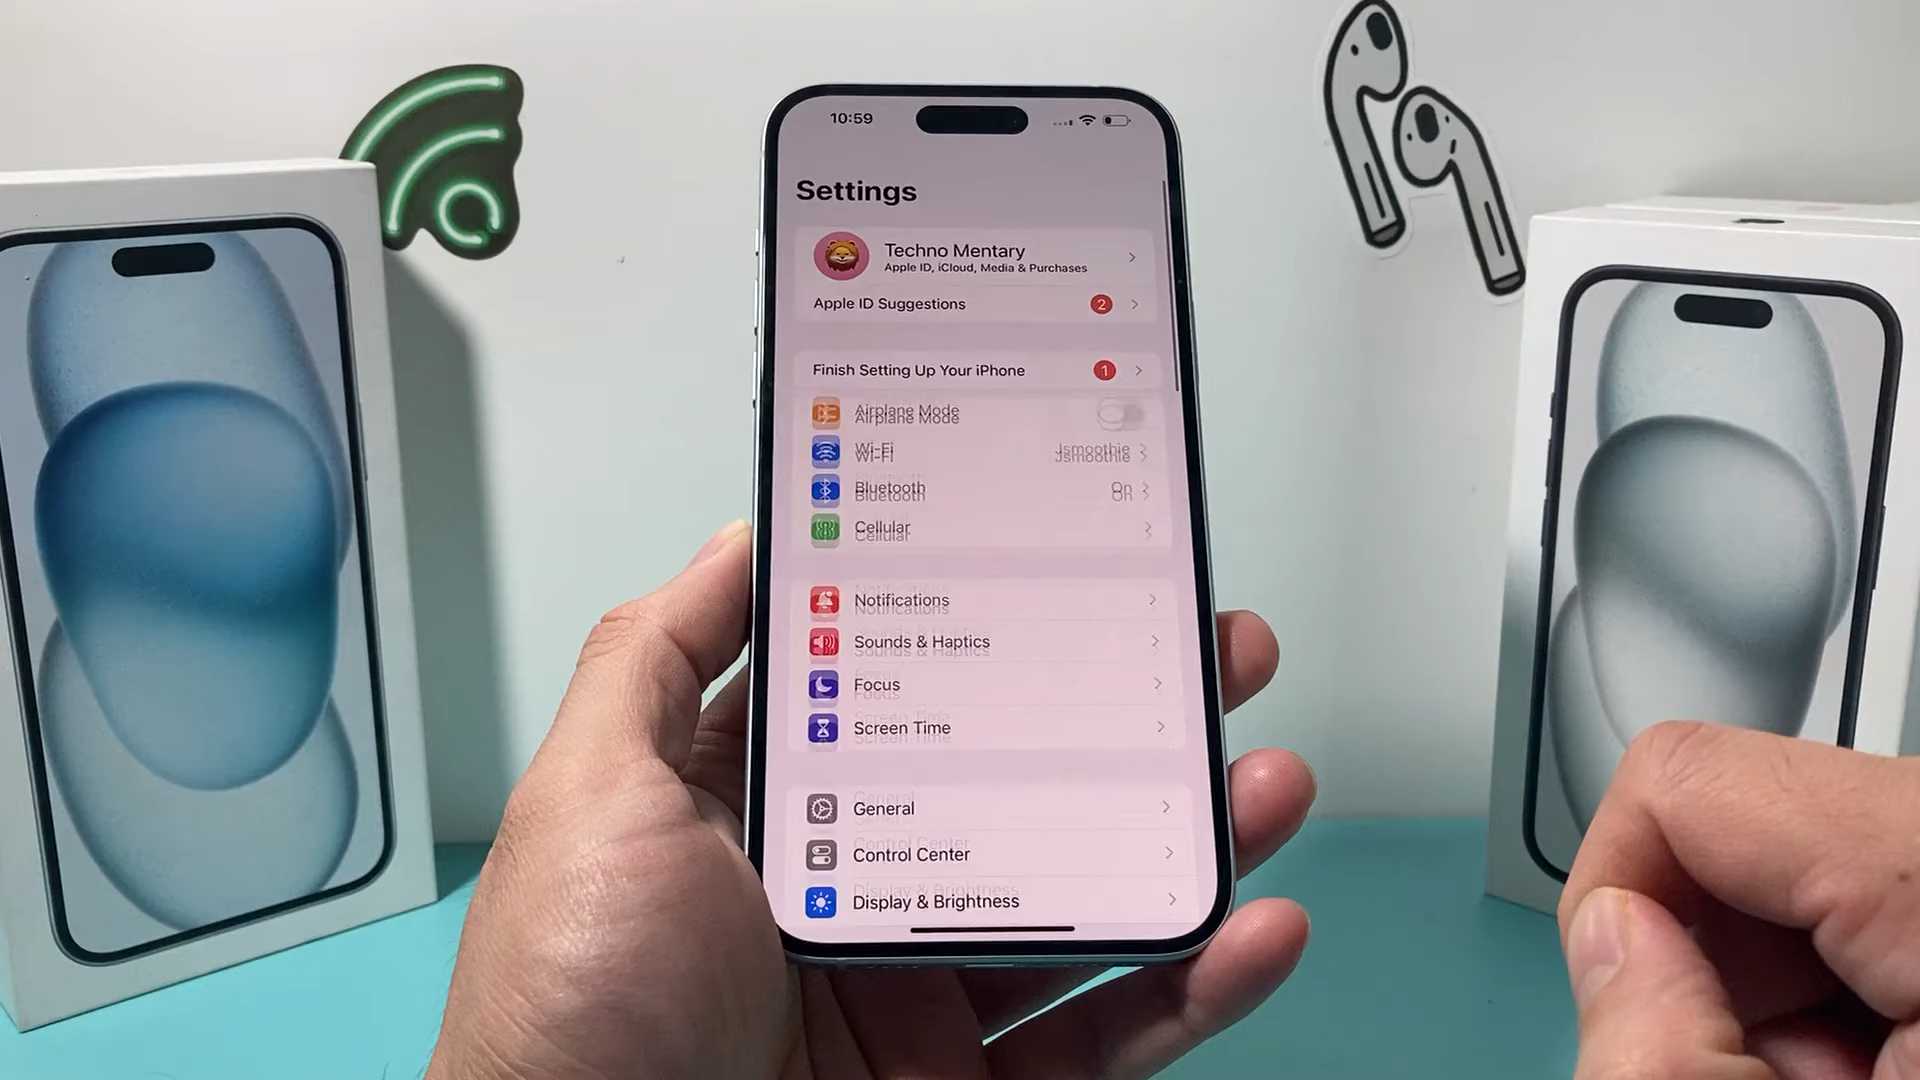 10:59
Settings
Techno Mentary
Apple ID, iCloud, Media & Purchases
Apple ID Suggestions 2
Finish Setting Up Your iPhone 1
Airplane Mode
Wi-Fi Jsmoothie
Bluetooth On
Cellular
Notifications
Sounds & Haptics
Focus
Screen Time
General
Control Center
Display & Brightness